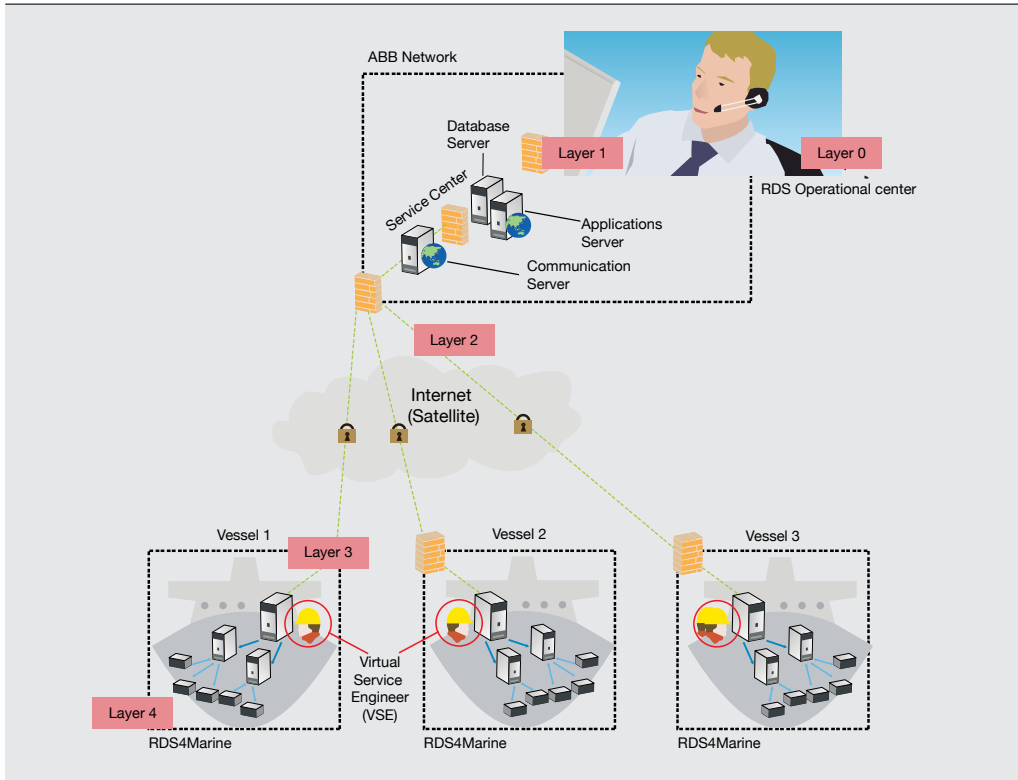 ABB Network
Database
Server
Layer 1
Layer 0
RDS Operational center
Service Center
Applications
Server
Communication
Server
Layer 2
Internet
(Satellite)
Vessel 1
Vessel 2
Vessel 3
Layer 3
Virtual
Service
Engineer
(VSE)
Layer 4
RDS4Marine
RDS4Marine
RDS4Marine